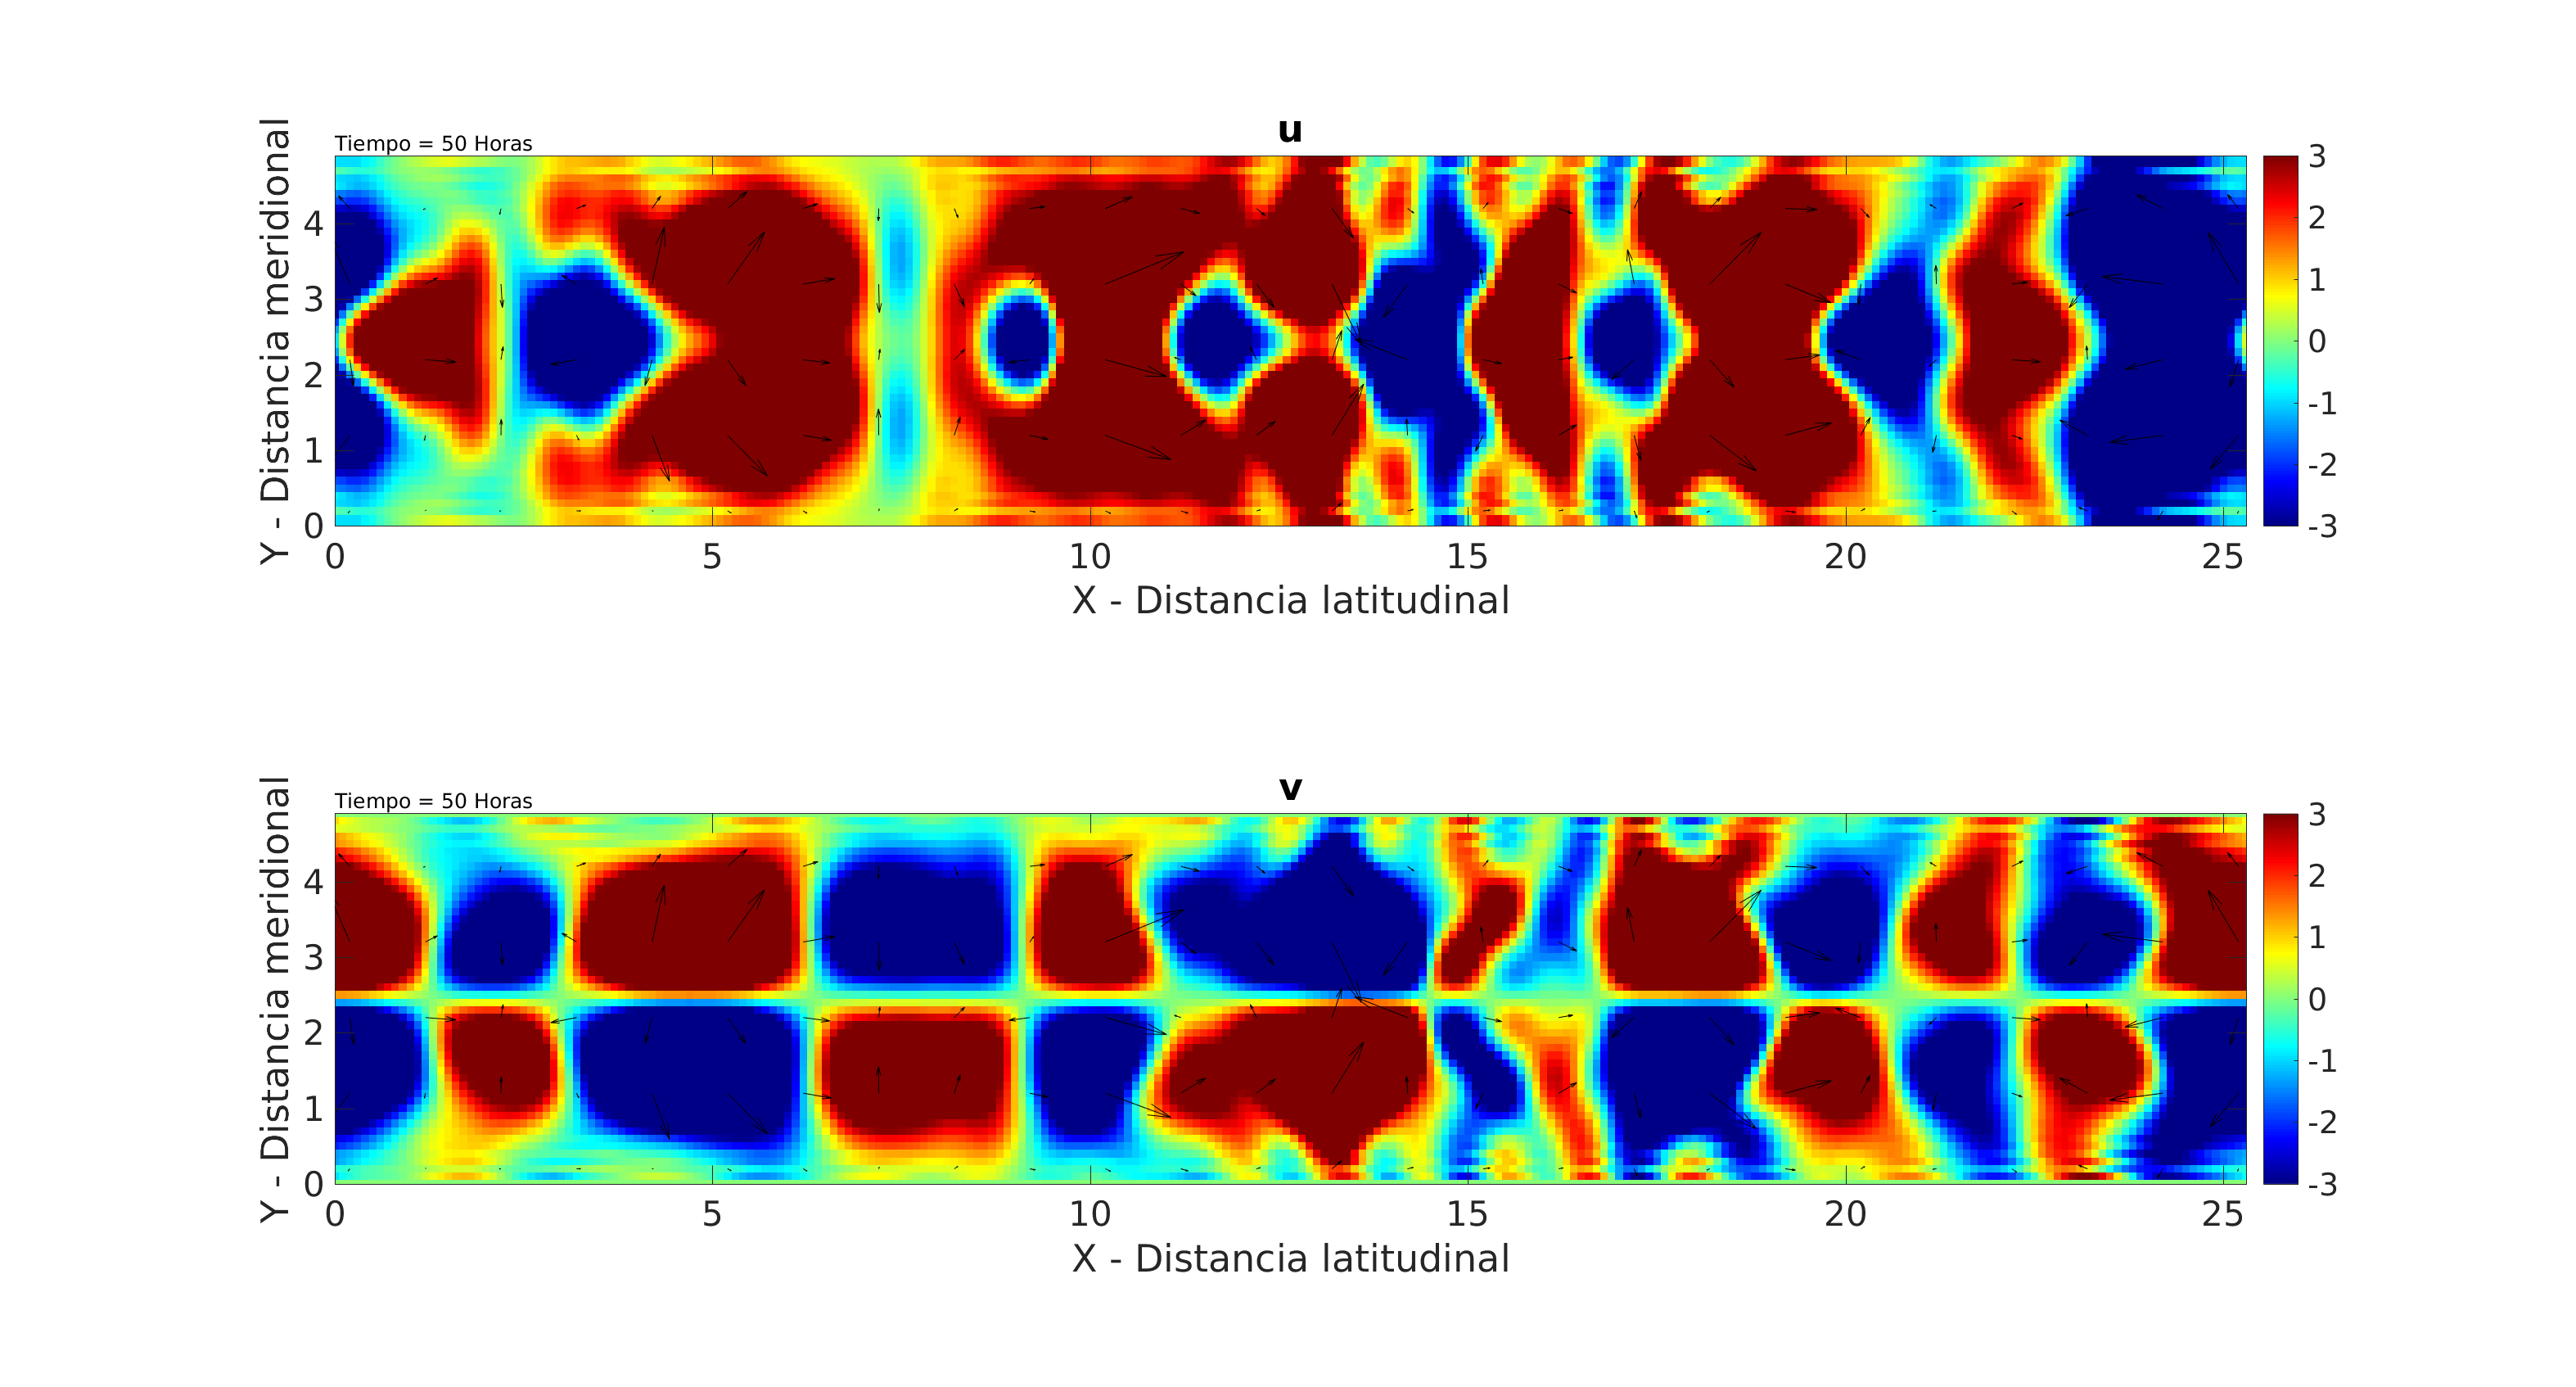 u
Tiempo = 50 Horas
Y - Distancia meridional
4
3
2
1
0
0 5 10 15 20 25
X - Distancia latitudinal
3
2
1
0
-1
-2
-3
v
Tiempo = 50 Horas
Y - Distancia meridional
4
3
2
1
0
0 5 10 15 20 25
X - Distancia latitudinal
3
2
1
0
-1
-2
-3